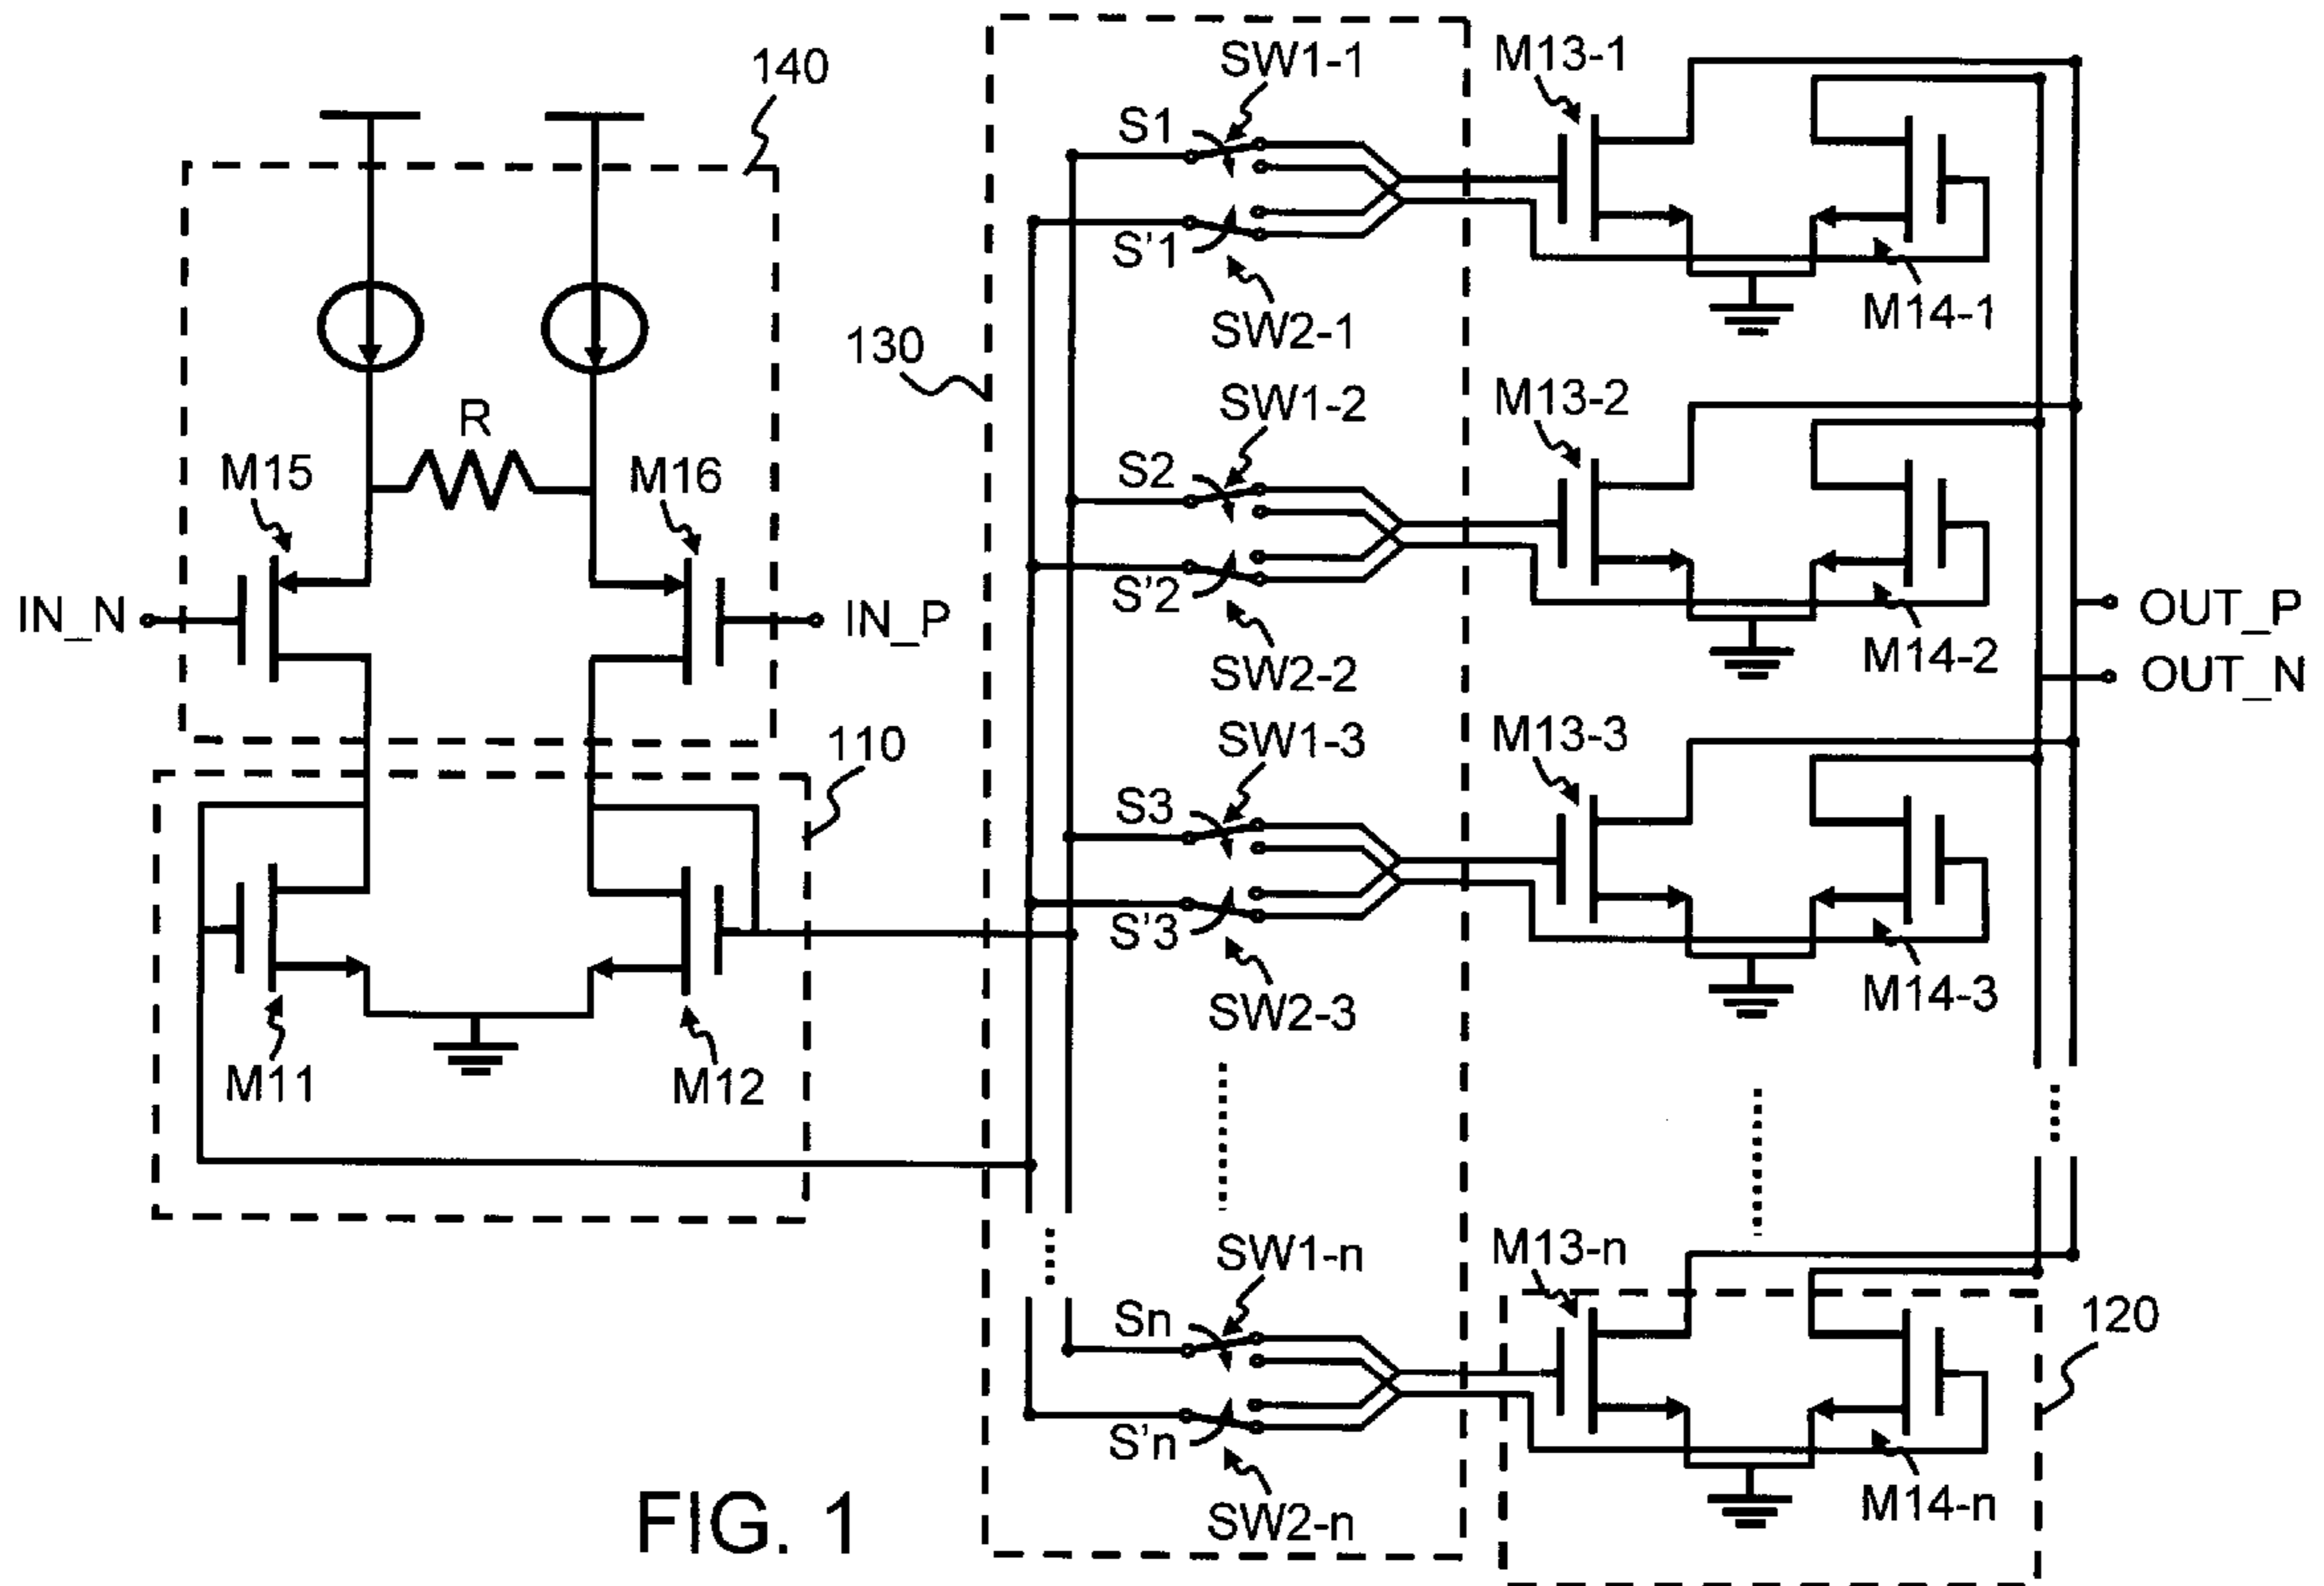 140
SW1-1
M13-1
S1
S'1
SW2-1
M14-1
130
R
M15
M16
IN_N
IN_P
SW1-2
M13-2
S2
S'2
SW2-2
M14-2
OUT_P
OUT_N
110
SW1-3
M13-3
S3
S'3
SW2-3
M14-3
M11
M12
SW1-n
M13-n
Sn
S'n
SW2-n
M14-n
120
FIG. 1